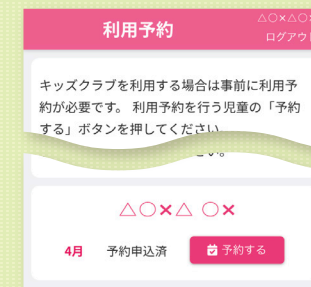 △○×△○×
利用予約
ログアウ
キッズクラブを利用する場合は事前に利用予
約が必要です。 利用予約を行う児童の「予約
する」ボタンを押してください。
さい。
△○×△ ○×
4月 予約申込済 予約する